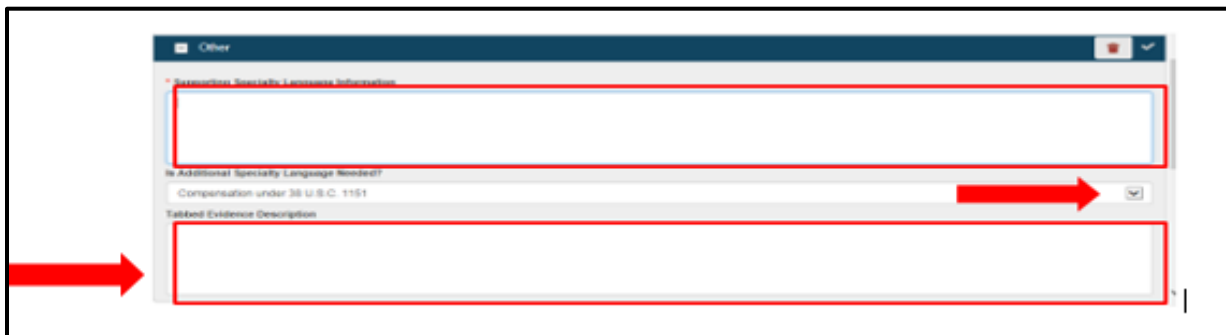 Other
* Supporting Specialty Language Information
Is Additional Specialty Language Needed?
Compensation under 38 U.S.C. 1151
Tabbed Evidence Description